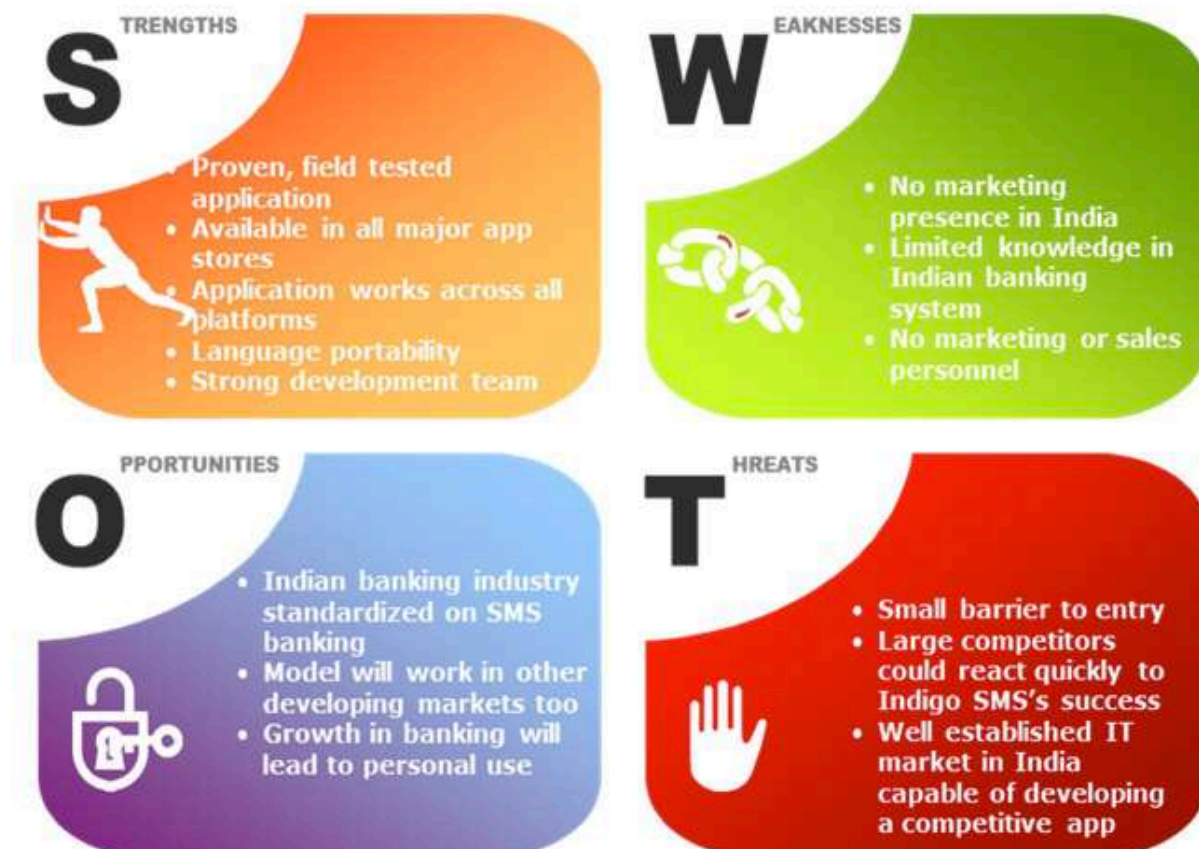 STRENGTHS
• Proven, field tested
application
• Available in all major app
stores
• Application works across all
platforms
• Language portability
• Strong development team
WEAKNESSES
• No marketing
presence in India
• Limited knowledge in
Indian banking
system
• No marketing or sales
personnel
OPPORTUNITIES
• Indian banking industry
standardized on SMS
banking
• Model will work in other
developing markets too
• Growth in banking will
lead to personal use
THREATS
• Small barrier to entry
• Large competitors
could react quickly to
Indigo SMS's success
• Well established IT
market in India
capable of developing
a competitive app